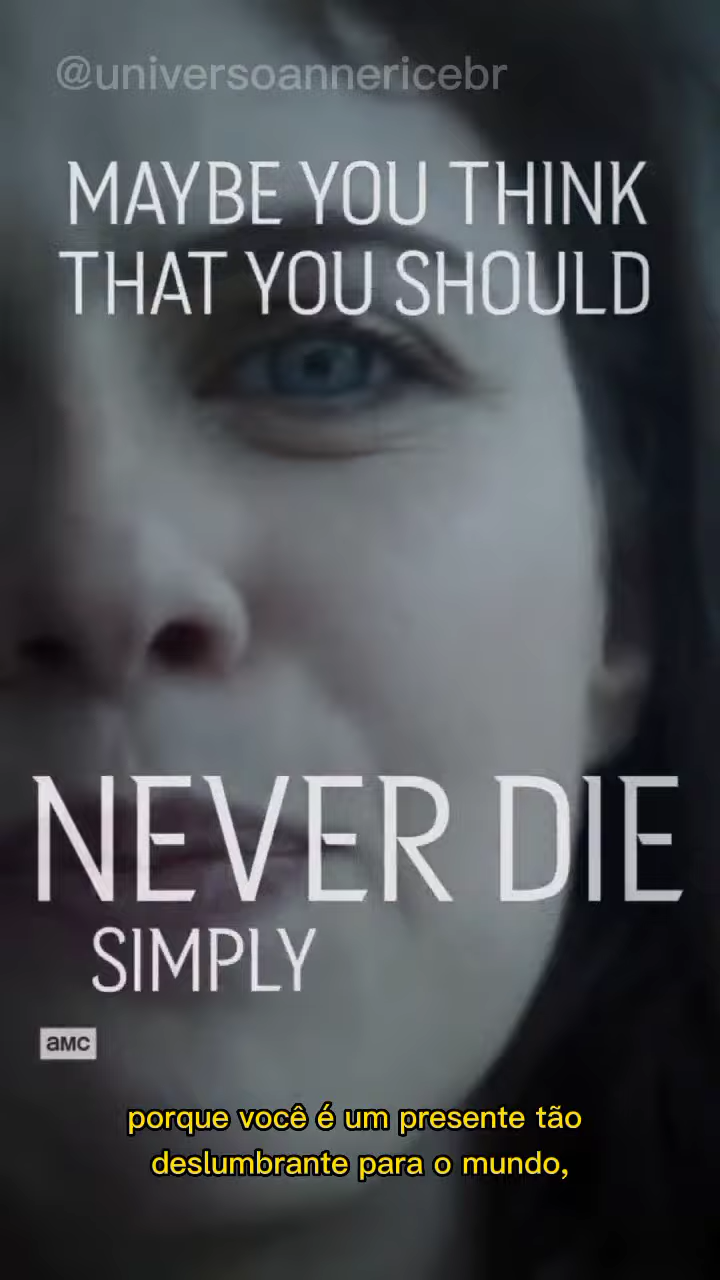 @universoannericebr
MAYBE YOU THINK
THAT YOU SHOULD
NEVER DIE
SIMPLY
aMC
porque você é um presente tão
deslumbrante para o mundo,